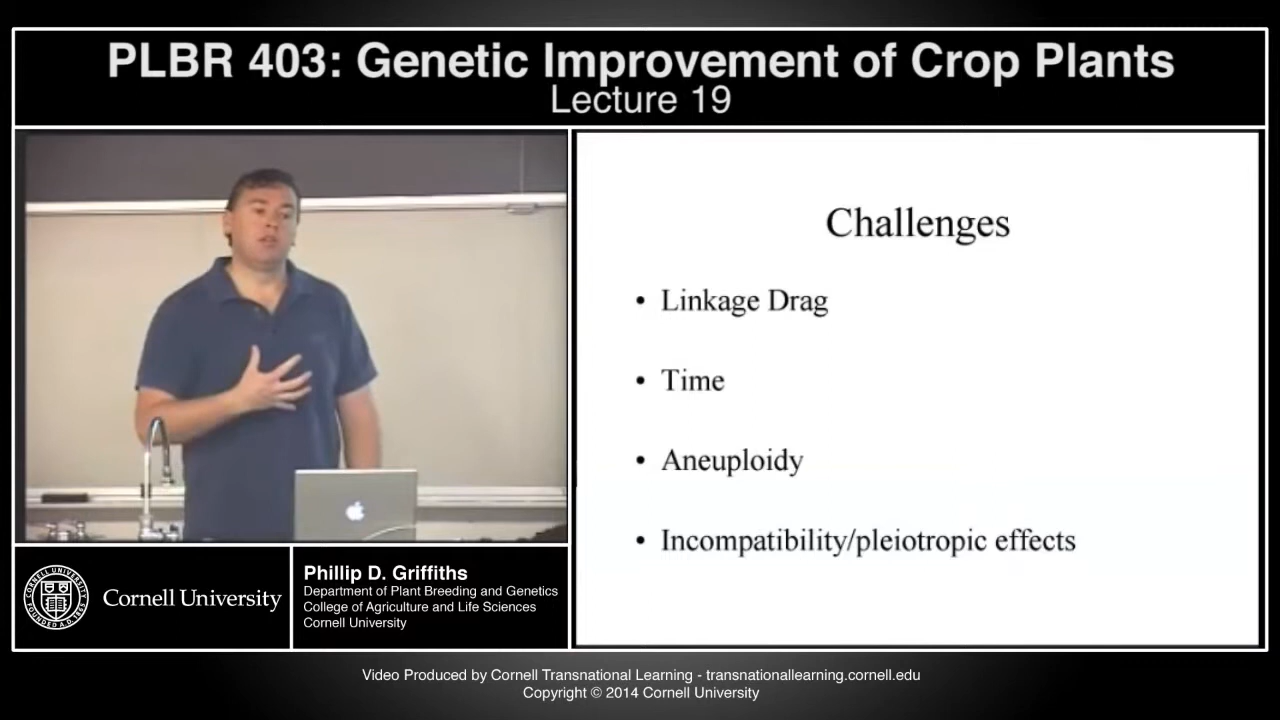 PLBR 403: Genetic Improvement of Crop Plants
Lecture 19
Challenges
• Linkage Drag
• Time
• Aneuploidy
• Incompatibility/pleiotropic effects
Cornell University
Phillip D. Griffiths
Department of Plant Breeding and Genetics
College of Agriculture and Life Sciences
Cornell University
Video Produced by Cornell Transnational Learning - transnationallearning.cornell.edu
Copyright © 2014 Cornell University